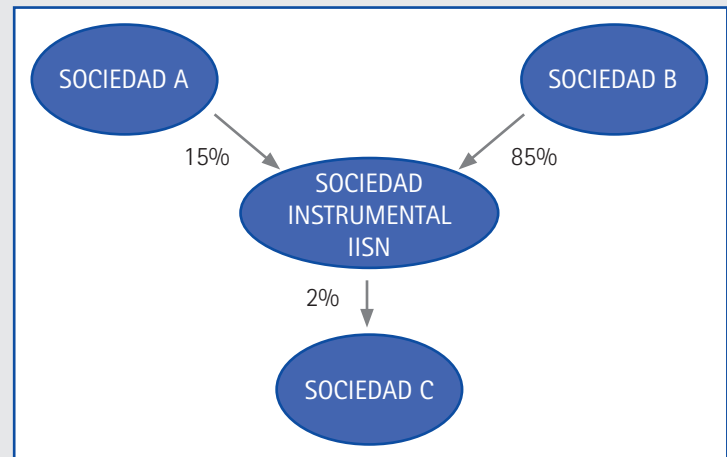 SOCIEDAD A
SOCIEDAD B
15%
85%
SOCIEDAD
INSTRUMENTAL
IISN
2%
SOCIEDAD C